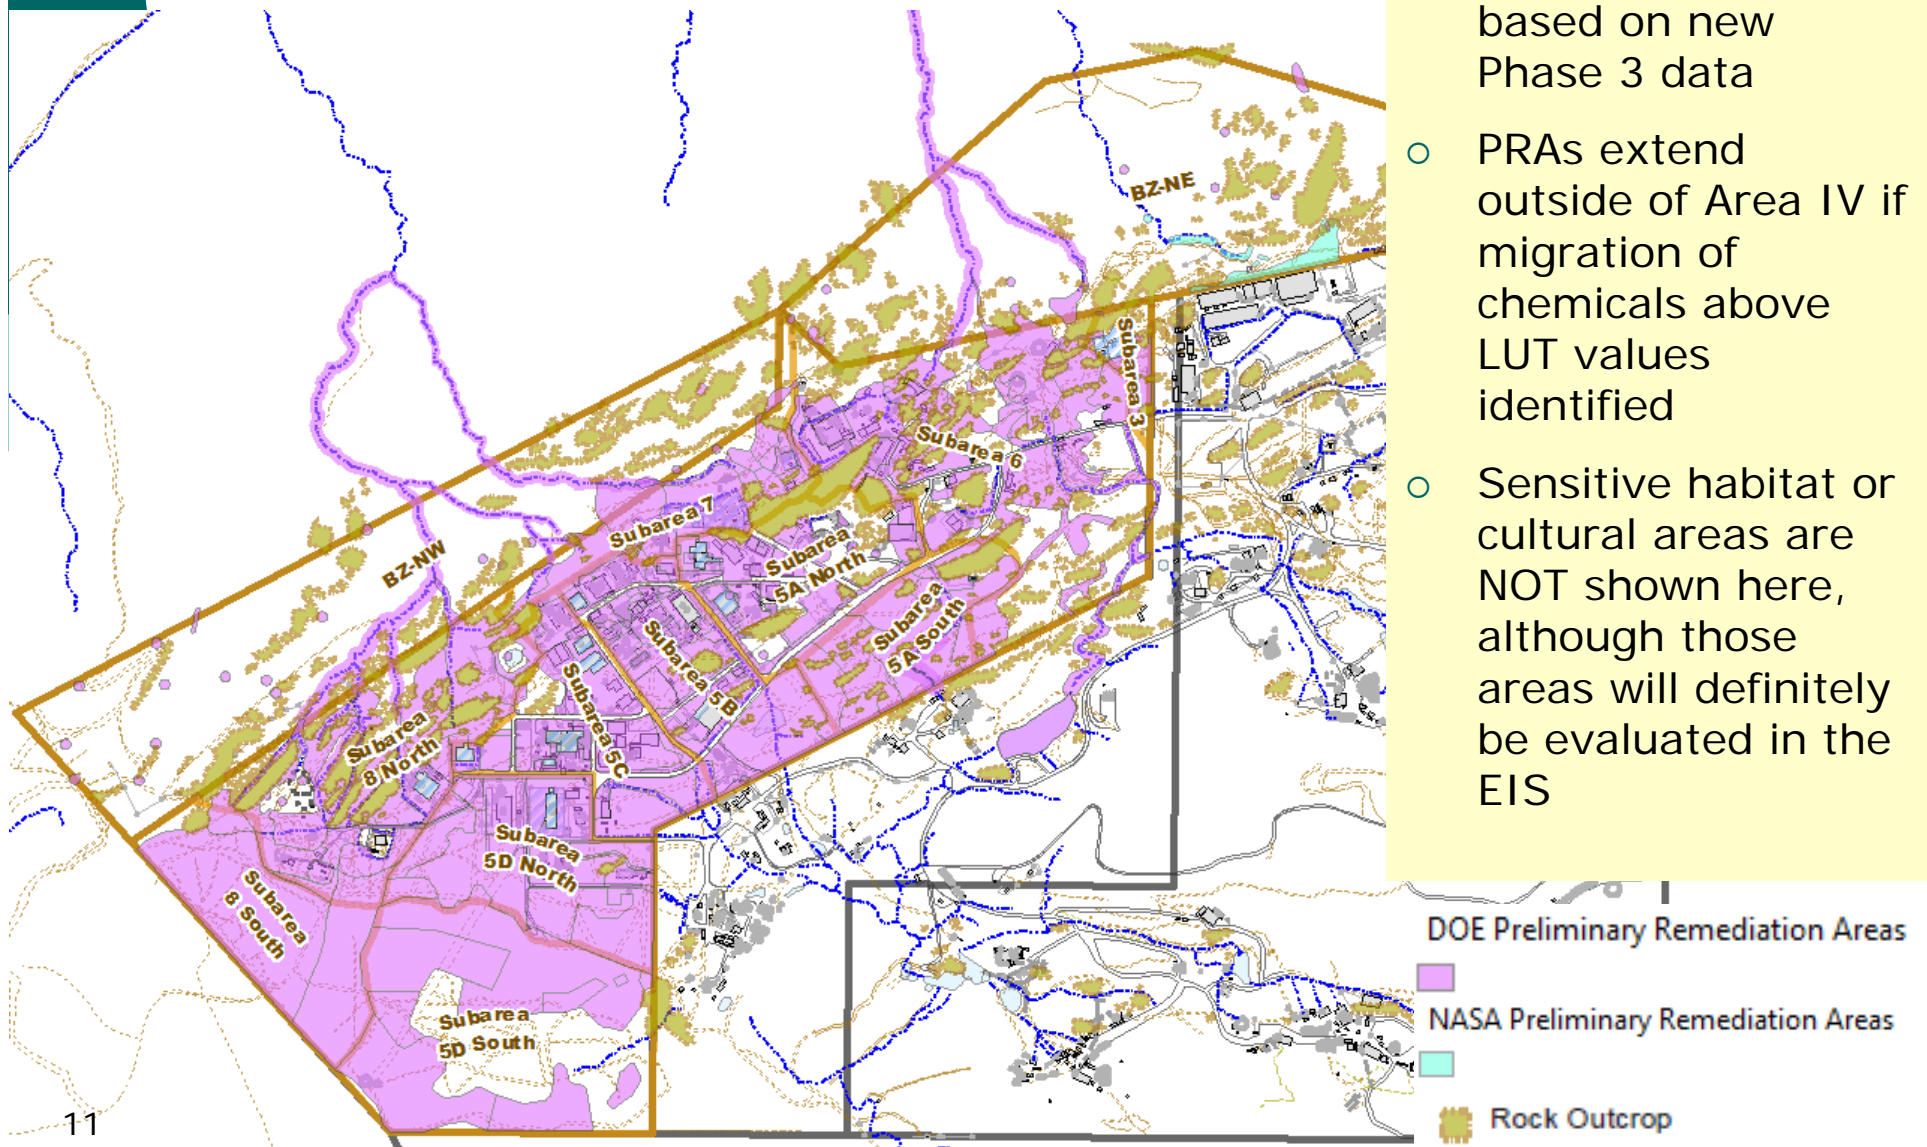 based on new
Phase 3 data
○ PRAs extend
outside of Area IV if
migration of
chemicals above
LUT values
identified
○ Sensitive habitat or
cultural areas are
NOT shown here,
although those
areas will definitely
be evaluated in the
EIS
BZ-NE
Subarea 3
Subarea 6
Subarea 7
BZ-NW
Subarea
5A North
Subarea
5A South
Subarea 5B
Subarea 5C
Subarea
8 North
Subarea
5D North
Subarea
8 South
Subarea
5D South
DOE Preliminary Remediation Areas
NASA Preliminary Remediation Areas
Rock Outcrop
11